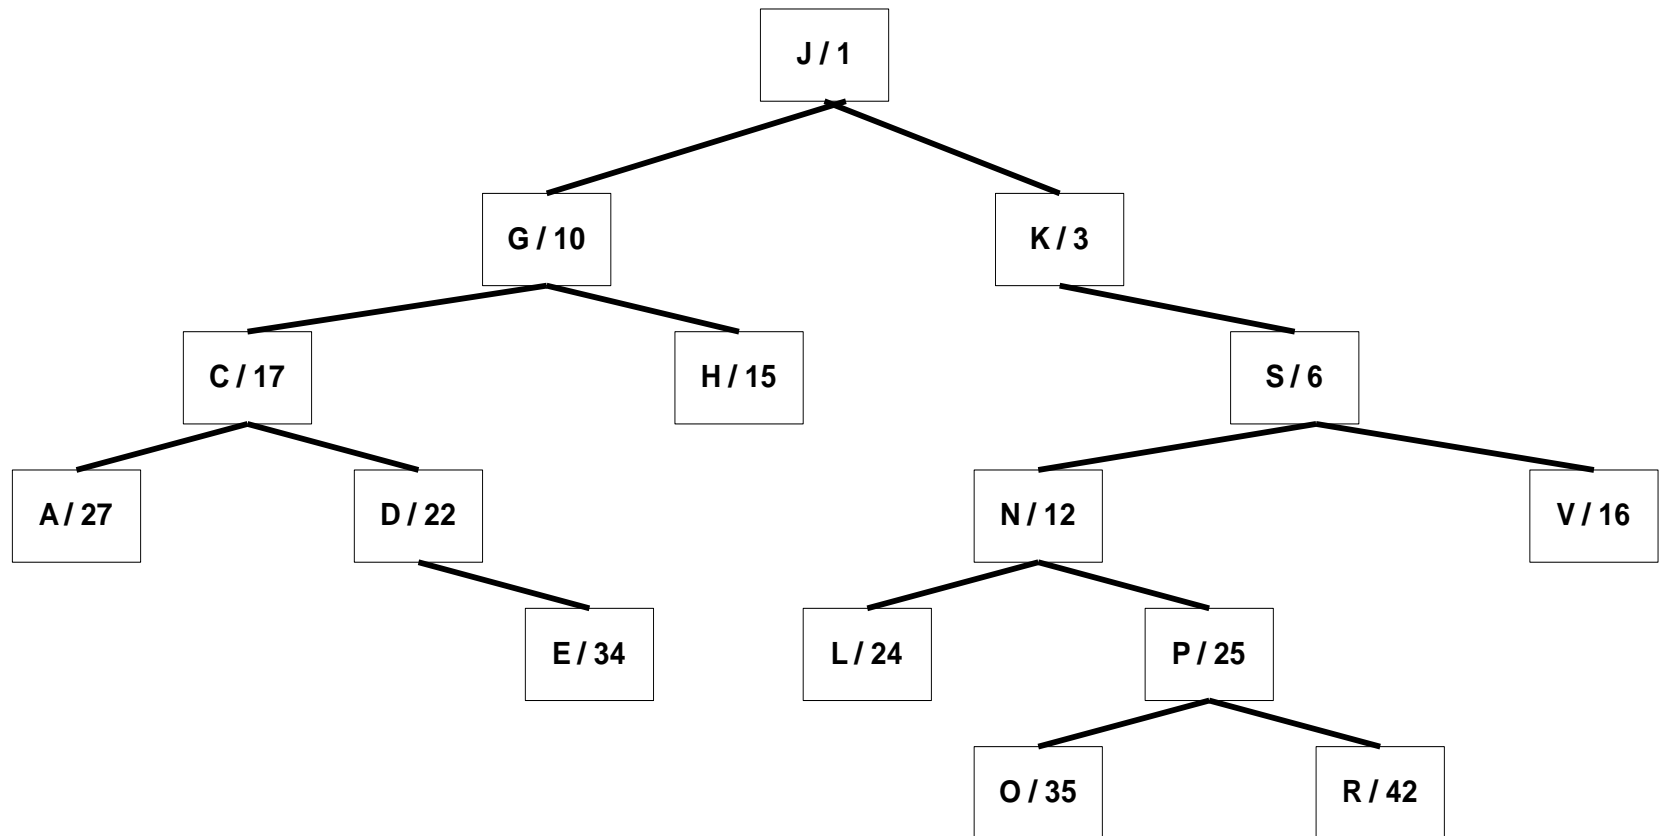 J / 1
G / 10
K / 3
C / 17
H / 15
S / 6
A / 27
D / 22
N / 12
V / 16
E / 34
L / 24
P / 25
O / 35
R / 42